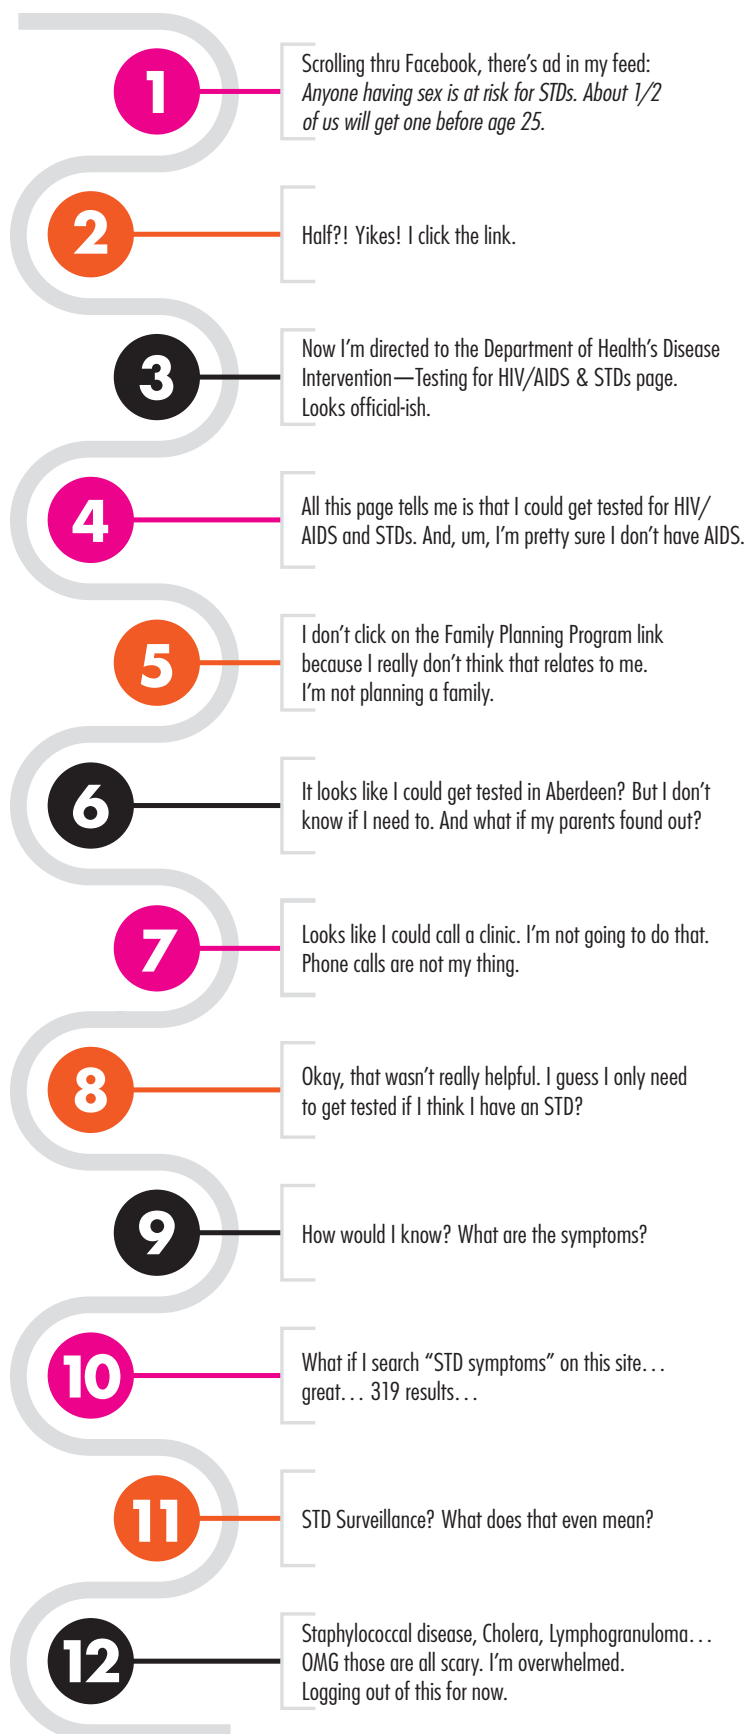 1
Scrolling thru Facebook, there’s ad in my feed:
Anyone having sex is at risk for STDs. About 1/2
of us will get one before age 25.
2
Half?! Yikes! I click the link.
3
Now I’m directed to the Department of Health’s Disease
Intervention—Testing for HIV/AIDS & STDs page.
Looks official-ish.
4
All this page tells me is that I could get tested for HIV/
AIDS and STDs. And, um, I’m pretty sure I don’t have AIDS.
5
I don’t click on the Family Planning Program link
because I really don’t think that relates to me.
I’m not planning a family.
6
It looks like I could get tested in Aberdeen? But I don’t
know if I need to. And what if my parents found out?
7
Looks like I could call a clinic. I’m not going to do that.
Phone calls are not my thing.
8
Okay, that wasn’t really helpful. I guess I only need
to get tested if I think I have an STD?
9
How would I know? What are the symptoms?
10
What if I search “STD symptoms” on this site…
great… 319 results…
11
STD Surveillance? What does that even mean?
12
Staphylococcal disease, Cholera, Lymphogranuloma…
OMG those are all scary. I’m overwhelmed.
Logging out of this for now.